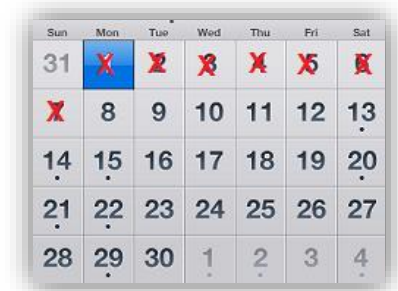 Sun Mon Tue Wed Thu Fri Sat
31 1 2 3 4 5 6
7 8 9 10 11 12 13
14 15 16 17 18 19 20
21 22 23 24 25 26 27
28 29 30 1 2 3 4